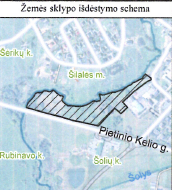 Žemės sklypo išdėstymo schema
Šenkų k.
Šilalės m.
Pietinio Kelio g.
Rubinavo k.
Šolių k.
Šolys